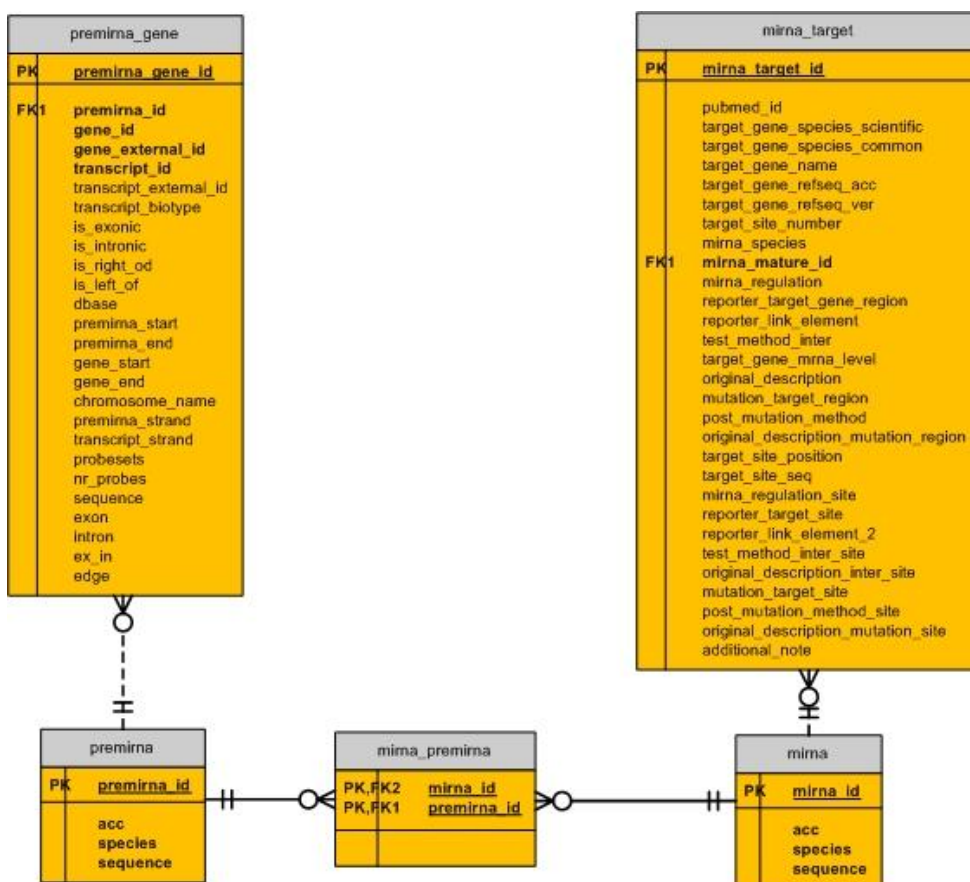 premirna_gene
PK premirna_gene_id
FK1 premirna_id
gene_id
gene_external_id
transcript_id
transcript_external_id
transcript_biotype
is_exonic
is_intronic
is_right_od
is_left_of
dbase
premirna_start
premirna_end
gene_start
gene_end
chromosome_name
premirna_strand
transcript_strand
probesets
nr_probes
sequence
exon
intron
ex_in
edge
mirna_target
PK mirna_target_id
pubmed_id
target_gene_species_scientific
target_gene_species_common
target_gene_name
target_gene_refseq_acc
target_gene_refseq_ver
target_site_number
mirna_species
FK1 mirna_mature_id
mirna_regulation
reporter_target_gene_region
reporter_link_element
test_method_inter
target_gene_mrna_level
original_description
mutation_target_region
post_mutation_method
original_description_mutation_region
target_site_position
target_site_seq
mirna_regulation_site
reporter_target_site
reporter_link_element_2
test_method_inter_site
original_description_inter_site
mutation_target_site
post_mutation_method_site
original_description_mutation_site
additional_note
premirna
PK premirna_id
acc
species
sequence
mirna_premirna
PK,FK2 mirna_id
PK,FK1 premirna_id
mirna
PK mirna_id
acc
species
sequence